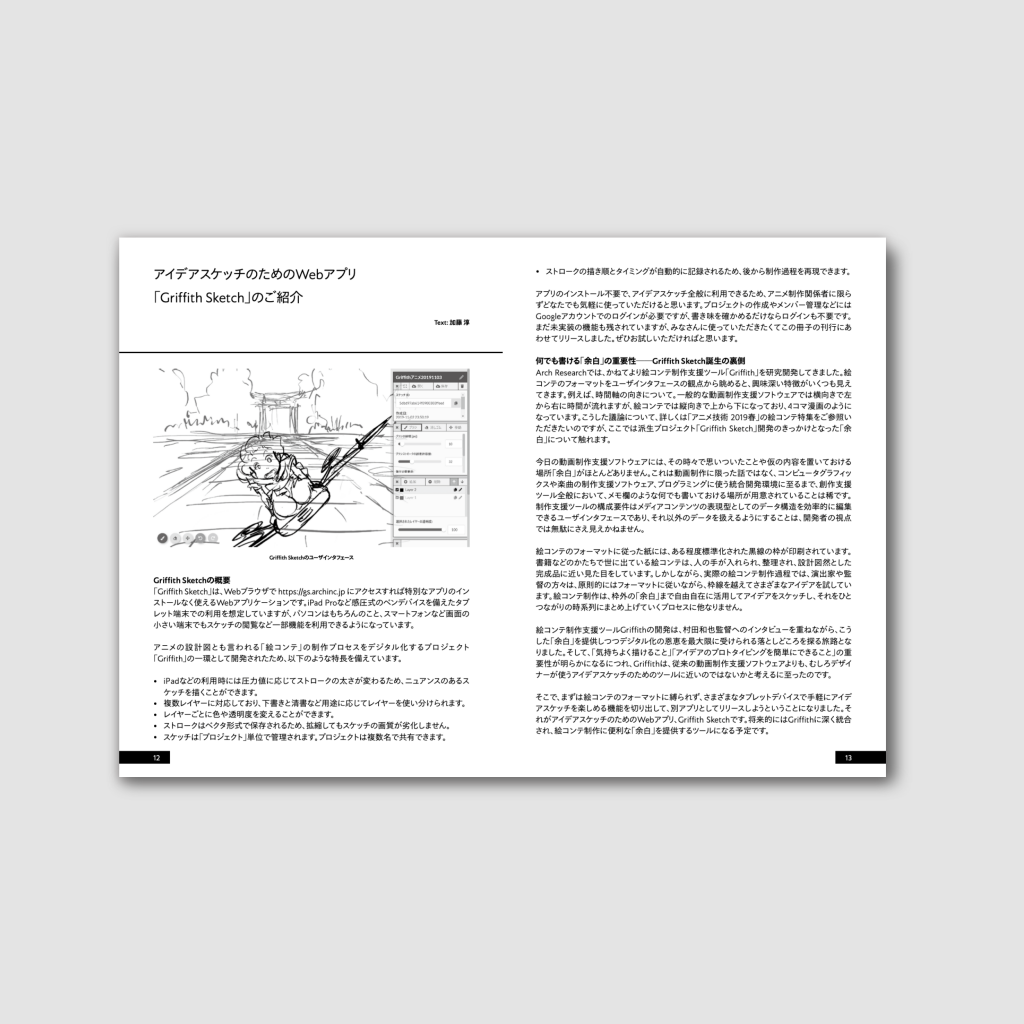 アイデアスケッチのためのWebアプリ
「Griffith Sketch」のご紹介
Text: 加藤 淳
Griffithアニメ20191103
Griffith Sketchのユーザインタフェース
Griffith Sketchの概要
「Griffith Sketch」は、Webブラウザで https://gs.archinc.jp にアクセスすれば特別なアプリのイン
ストールなく使えるWebアプリケーションです。iPad Proなど感圧式のペンデバイスを備えたタブ
レット端末での利用を想定していますが、パソコンはもちろんのこと、スマートフォンなど画面の
小さい端末でもスケッチの閲覧など一部機能を利用できるようになっています。
アニメの設計図とも言われる「絵コンテ」の制作プロセスをデジタル化するプロジェクト
「Griffith」の一環として開発されたため、以下のような特長を備えています。
• iPadなどの利用時には圧力値に応じてストロークの太さが変わるため、ニュアンスのあるス
ケッチを描くことができます。
• 複数レイヤーに対応しており、下書きと清書など用途に応じてレイヤーを使い分けられます。
• レイヤーごとに色や透明度を変えることができます。
• ストロークはベクタ形式で保存されるため、拡縮してもスケッチの画質が劣化しません。
• スケッチは「プロジェクト」単位で管理されます。プロジェクトは複数名で共有できます。
12
• ストロークの描き順とタイミングが自動的に記録されるため、後から制作過程を再現できます。
アプリのインストール不要で、アイデアスケッチ全般に利用できるため、アニメ制作関係者に限ら
ずどなたでも気軽に使っていただけると思います。プロジェクトの作成やメンバー管理などには
Googleアカウントでのログインが必要ですが、書き味を確かめるだけならログインも不要です。
まだ未実装の機能も残されていますが、みなさんに使っていただきたくてこの冊子の刊行にあ
わせてリリースしました。ぜひお試しいただければと思います。
何でも書ける「余白」の重要性──Griffith Sketch誕生の裏側
Arch Researchでは、かねてより絵コンテ制作支援ツール「Griffith」を研究開発してきました。絵
コンテのフォーマットをユーザインタフェースの観点から眺めると、興味深い特徴がいくつも見え
てきます。例えば、時間軸の向きについて。一般的な動画制作支援ソフトウェアでは横向きで左
から右に時間が流れますが、絵コンテでは縦向きで上から下になっており、4コマ漫画のように
なっています。こうした議論について、詳しくは「アニメ技術 2019春」の絵コンテ特集をご参照い
ただきたいのですが、ここでは派生プロジェクト「Griffith Sketch」開発のきっかけとなった「余
白」について触れます。
今日の動画制作支援ソフトウェアには、その時々で思いついたことや仮の内容を置いておける
場所「余白」がほとんどありません。これは動画制作に限った話ではなく、コンピュータグラフィッ
クスや楽曲の制作支援ソフトウェア、プログラミングに使う統合開発環境に至るまで、創作支援
ツール全般において、メモ欄のような何でも書いておける場所が用意されていることは稀です。
制作支援ツールの構成要件はメディアコンテンツの表現型としてのデータ構造を効率的に編集
できるユーザインタフェースであり、それ以外のデータを扱えるようにすることは、開発者の視点
では無駄にさえ見えかねません。
絵コンテのフォーマットに従った紙には、ある程度標準化された黒線の枠が印刷されています。
書籍などのかたちで世に出ている絵コンテは、人の手が入れられ、整理され、設計図然とした
完成品に近い見た目をしています。しかしながら、実際の絵コンテ制作過程では、演出家や監
督の方々は、原則的にはフォーマットに従いながら、枠線を越えてさまざまなアイデアを試してい
ます。絵コンテ制作は、枠外の「余白」まで自由自在に活用してアイデアをスケッチし、それをひと
つながりの時系列にまとめ上げていくプロセスに他なりません。
絵コンテ制作支援ツールGriffithの開発は、村田和也監督へのインタビューを重ねながら、こう
した「余白」を提供しつつデジタル化の恩恵を最大限に受けられる落としどころを探る旅路とな
りました。そして、「気持ちよく描けること」「アイデアのプロトタイピングを簡単にできること」の重
要性が明らかになるにつれ、Griffithは、従来の動画制作支援ソフトウェアよりも、むしろデザイ
ナーが使うアイデアスケッチのためのツールに近いのではないかと考えるに至ったのです。
そこで、まずは絵コンテのフォーマットに縛られず、さまざまなタブレットデバイスで手軽にアイデ
アスケッチを楽しめる機能を切り出して、別アプリとしてリリースしようということになりました。そ
れがアイデアスケッチのためのWebアプリ、Griffith Sketchです。将来的にはGriffithに深く統合
され、絵コンテ制作に便利な「余白」を提供するツールになる予定です。
13